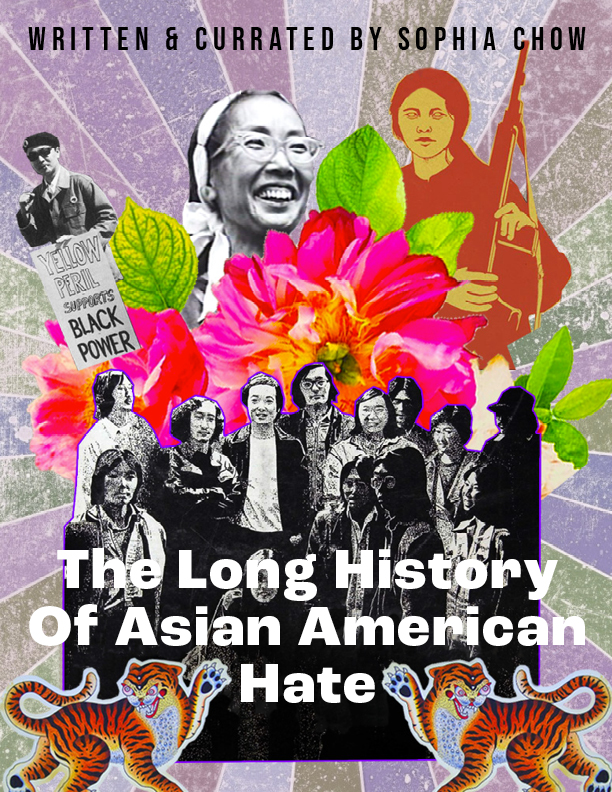 WRITTEN & CURRATED BY SOPHIA CHOW
YELLOW
PERIL
SUPPORTS
BLACK
POWER
The Long History
Of Asian American
Hate